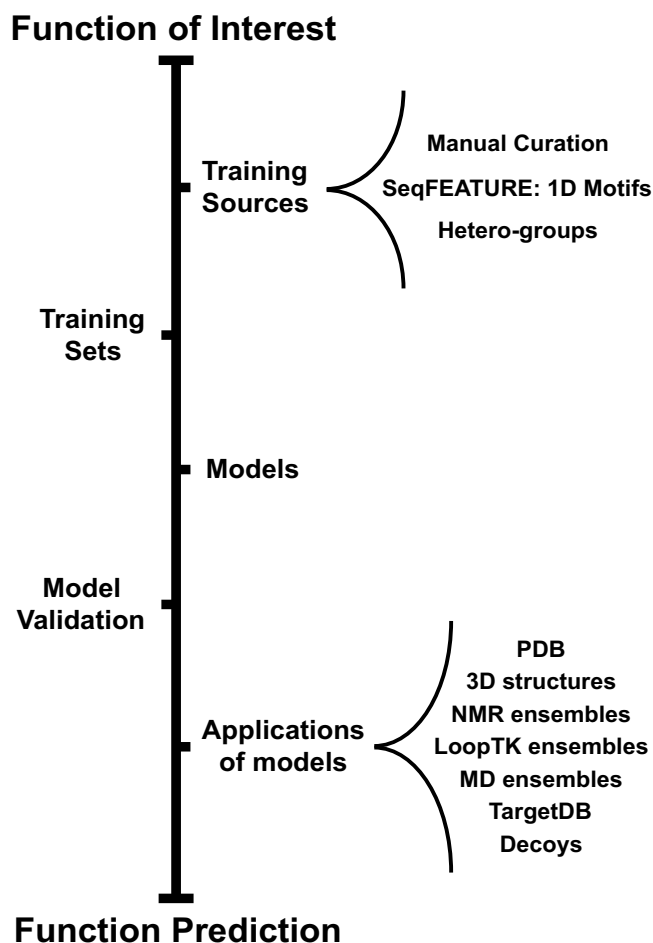 Function of Interest
Training
Sources
Manual Curation
SeqFEATURE: 1D Motifs
Hetero-groups
Training
Sets
Models
Model
Validation
Applications
of models
PDB
3D structures
NMR ensembles
LoopTK ensembles
MD ensembles
TargetDB
Decoys
Function Prediction